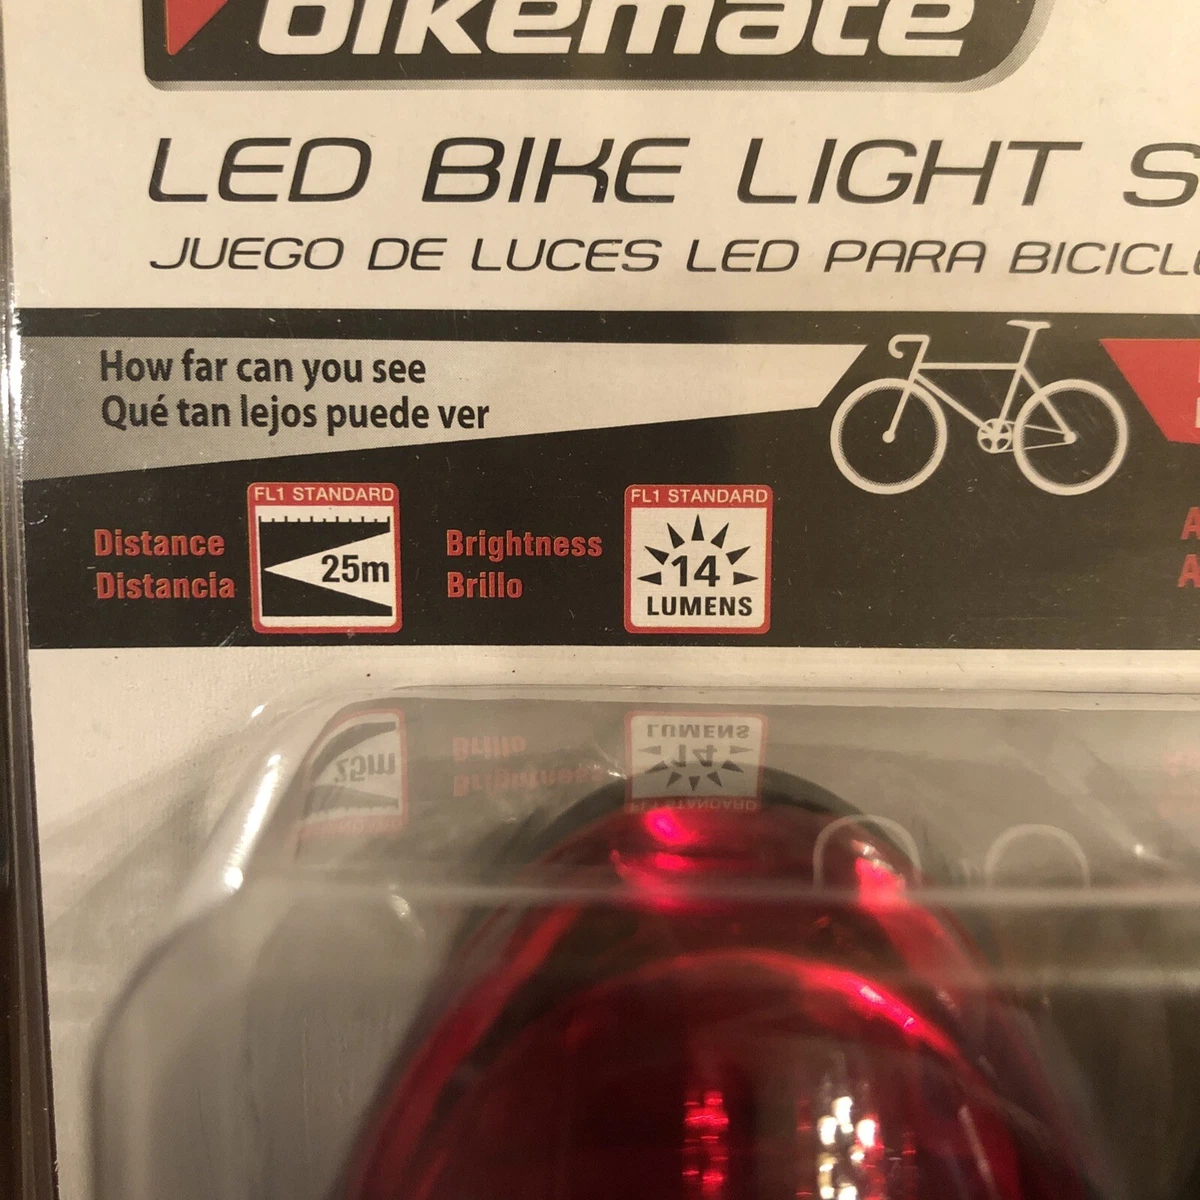 bikemate
LED BIKE LIGHT S
JUEGO DE LUCES LED PARA BICICL
How far can you see
Qué tan lejos puede ver
Distance
Distancia
FL1 STANDARD
25m
Brightness
Brillo
FL1 STANDARD
14
LUMENS
A
A